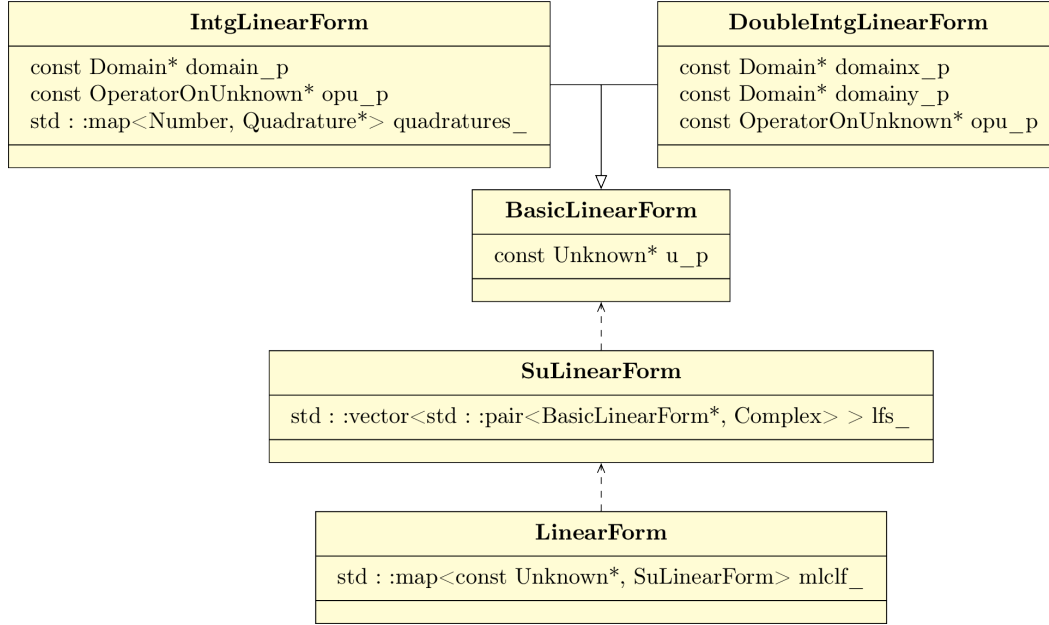 IntgLinearForm
const Domain* domain_p
const OperatorOnUnknown* opu_p
std : :map<Number, Quadrature*> quadratures_
DoubleIntgLinearForm
const Domain* domainx_p
const Domain* domainy_p
const OperatorOnUnknown* opu_p
BasicLinearForm
const Unknown* u_p
SuLinearForm
std : :vector<std : :pair<BasicLinearForm*, Complex> > lfs_
LinearForm
std : :map<const Unknown*, SuLinearForm> mlclf_